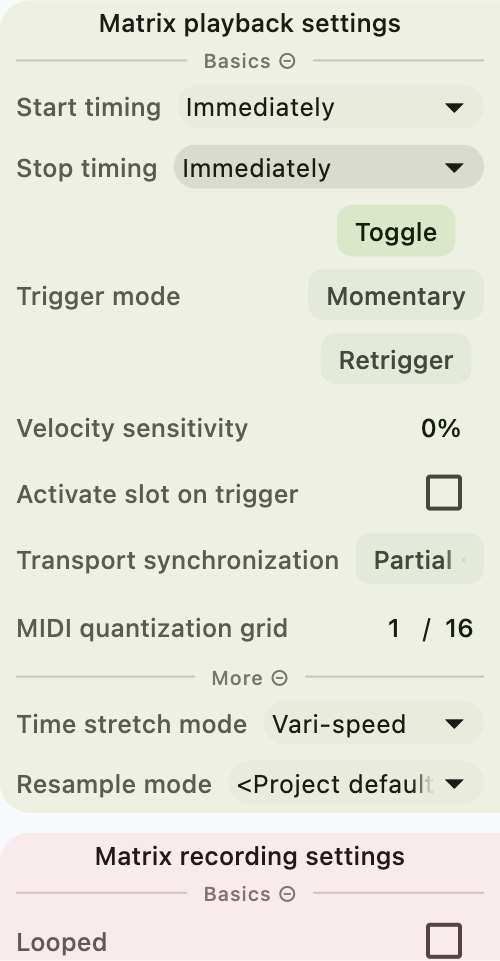 Matrix playback settings
Basics
Start timing Immediately
Stop timing Immediately
Toggle
Trigger mode Momentary
Retrigger
Velocity sensitivity 0%
Activate slot on trigger
Transport synchronization Partial
MIDI quantization grid 1 / 16
More
Time stretch mode Vari-speed
Resample mode <Project default
Matrix recording settings
Basics
Looped